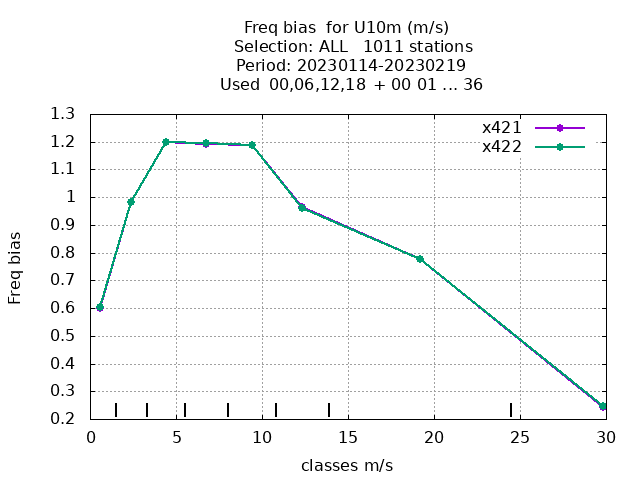 Freq bias  for U10m (m/s)
Selection: ALL   1011 stations
Period: 20230114-20230219
Used  00,06,12,18  + 00 01 ... 36
x421
x422
1.3
1.2
1.1
1
0.9
0.8
0.7
0.6
0.5
0.4
0.3
0.2
Freq bias
0 5 10 15 20 25 30
classes m/s